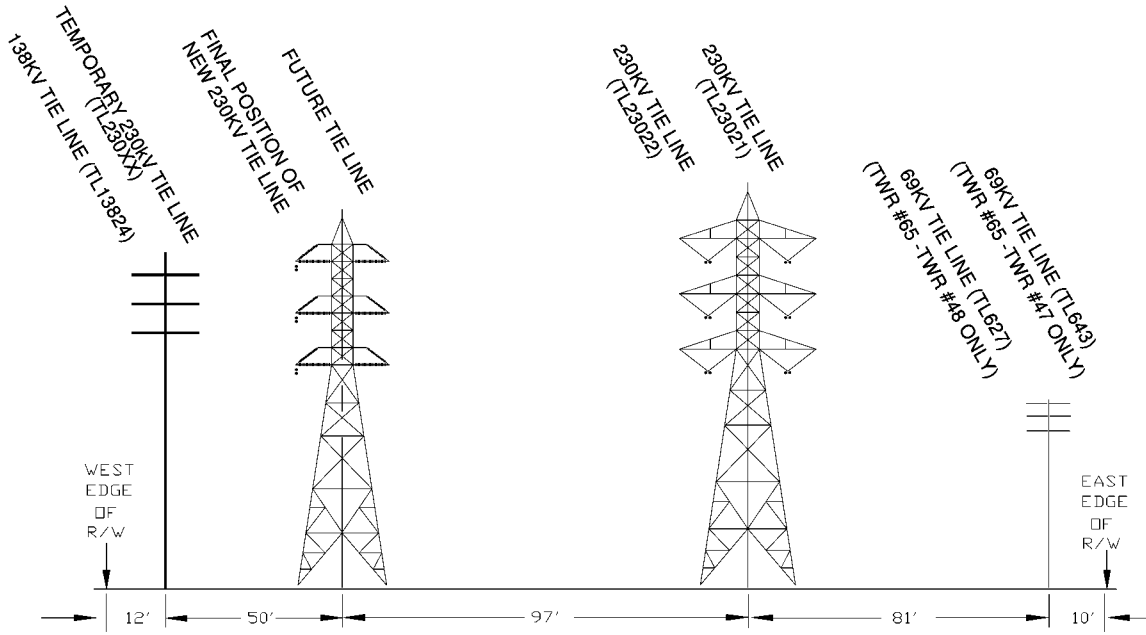 138KV TIE LINE (TL13824)
TEMPORARY 230kV TIE LINE
(TL230XX)
FINAL POSITION OF
NEW 230KV TIE LINE
FUTURE TIE LINE
230KV TIE LINE
(TL23022)
230KV TIE LINE
(TL23021)
69KV TIE LINE (TL627)
(TWR #65 -TWR #48 ONLY)
69KV TIE LINE (TL643)
(TWR #65 -TWR #47 ONLY)
WEST
EDGE
OF
R/W
EAST
EDGE
OF
R/W
12'
50'
97'
81'
10'